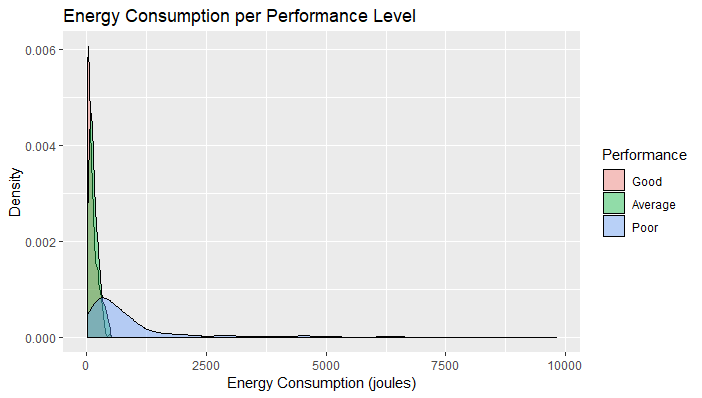 Energy Consumption per Performance Level
0.006
0.004
0.002
0.000
Density
0
2500
5000
7500
10000
Energy Consumption (joules)
Performance
Good
Average
Poor